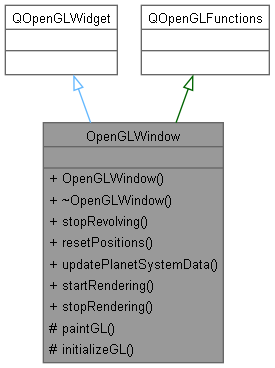 QOpenGLWidget
QOpenGLFunctions
OpenGLWindow
+ OpenGLWindow()
+ ~OpenGLWindow()
+ stopRevolving()
+ resetPositions()
+ updatePlanetSystemData()
+ startRendering()
+ stopRendering()
# paintGL()
# initializeGL()